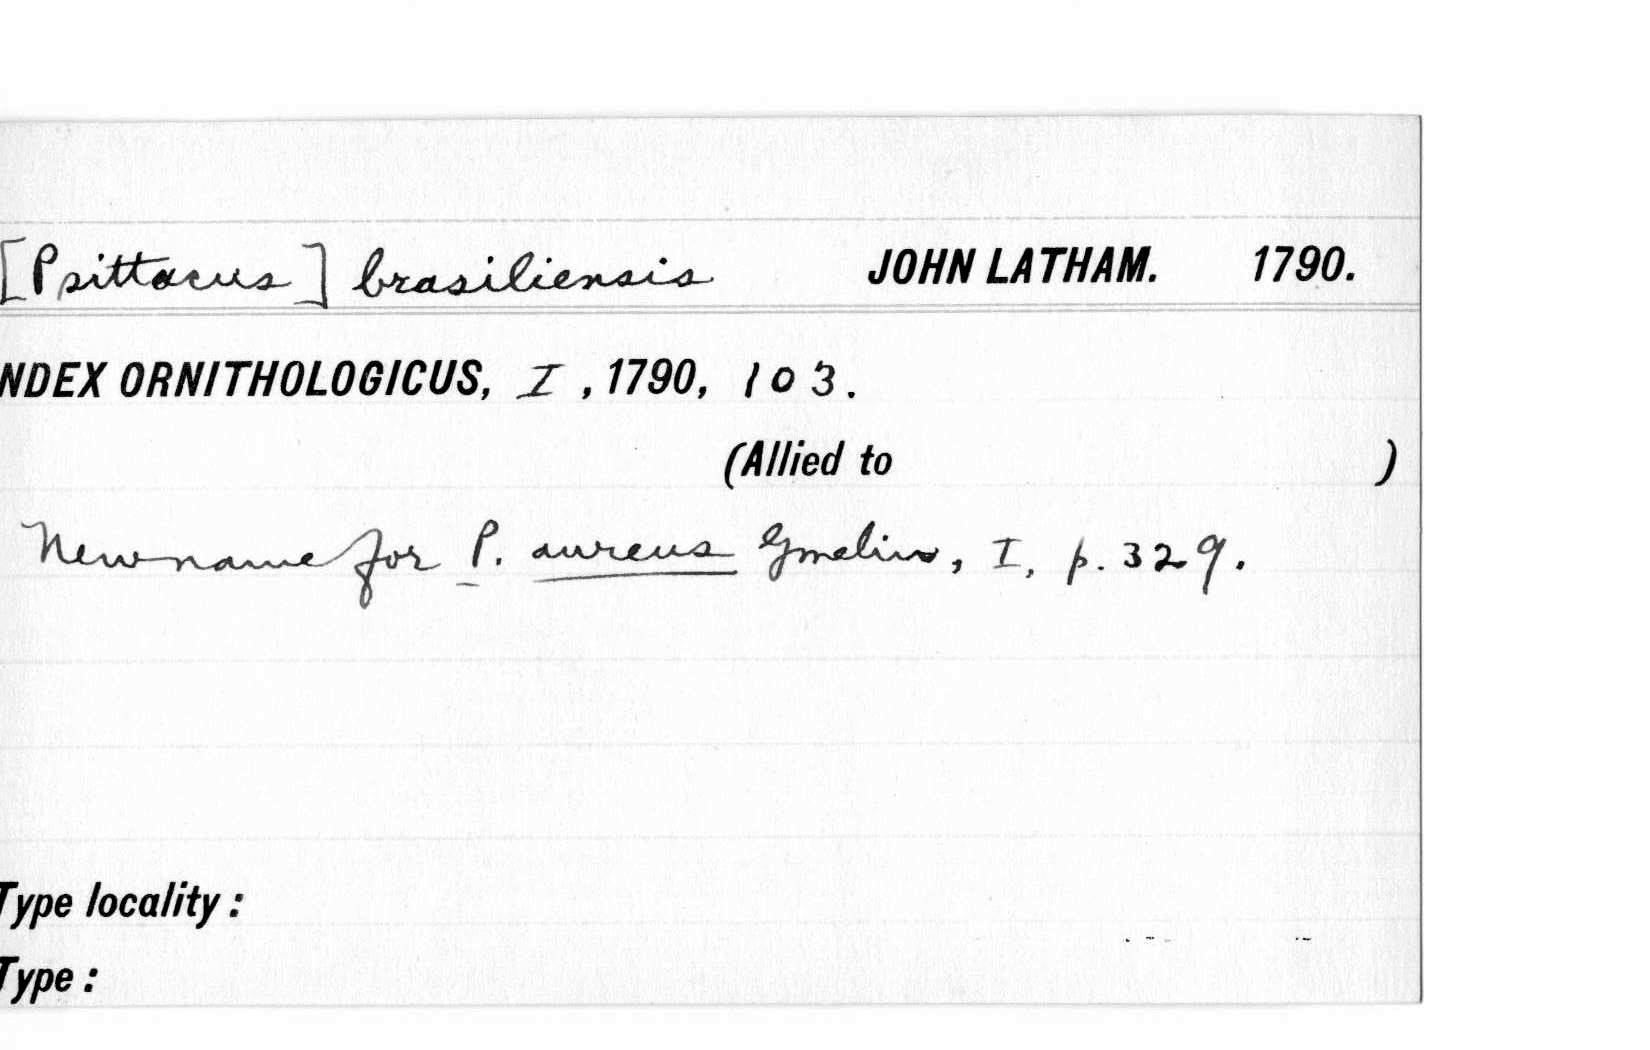 [Psittacus] brasiliensis JOHN LATHAM. 1790.
NDEX ORNITHOLOGICUS, I, 1790, 103.
(Allied to )
New name for P. aureus Gmelin, I, p. 329.
Type locality :
Type :